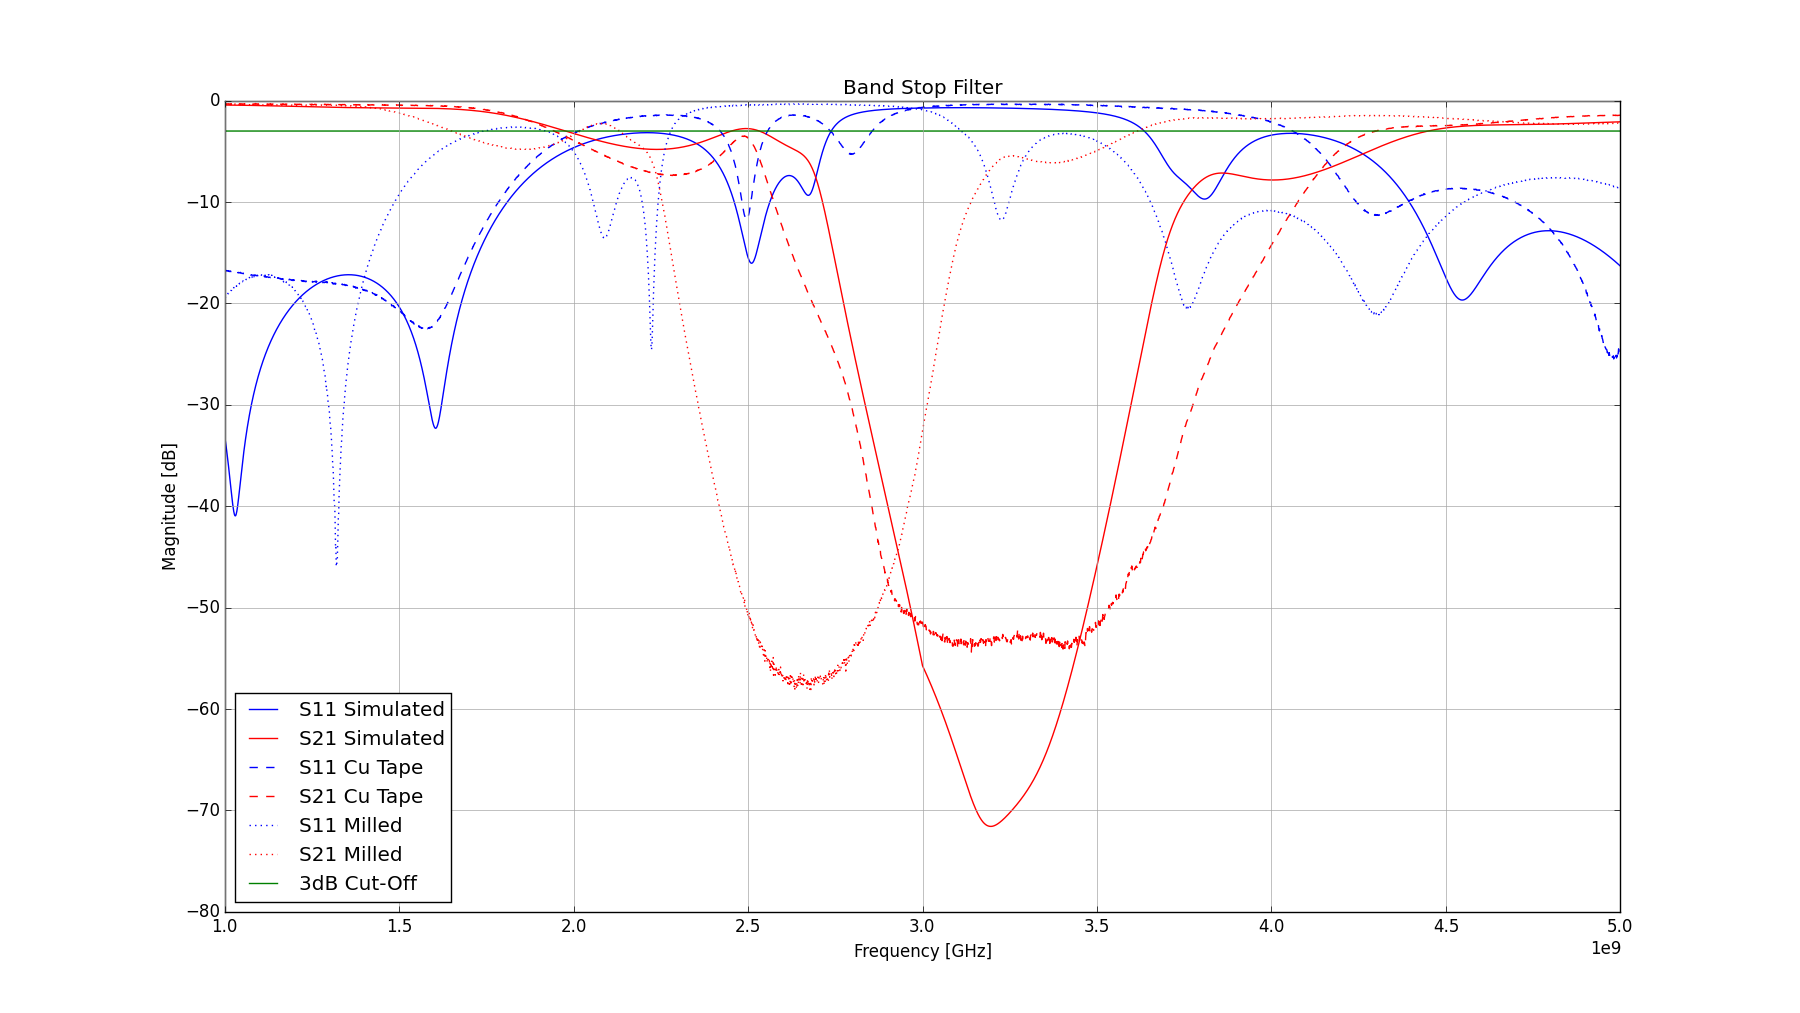 Band Stop Filter
0
−10
−20
−30
−40
−50
−60
−70
−80
Magnitude [dB]
S11 Simulated
S21 Simulated
S11 Cu Tape
S21 Cu Tape
S11 Milled
S21 Milled
3dB Cut-Off
1.0 1.5 2.0 2.5 3.0 3.5 4.0 4.5 5.0
1e9
Frequency [GHz]